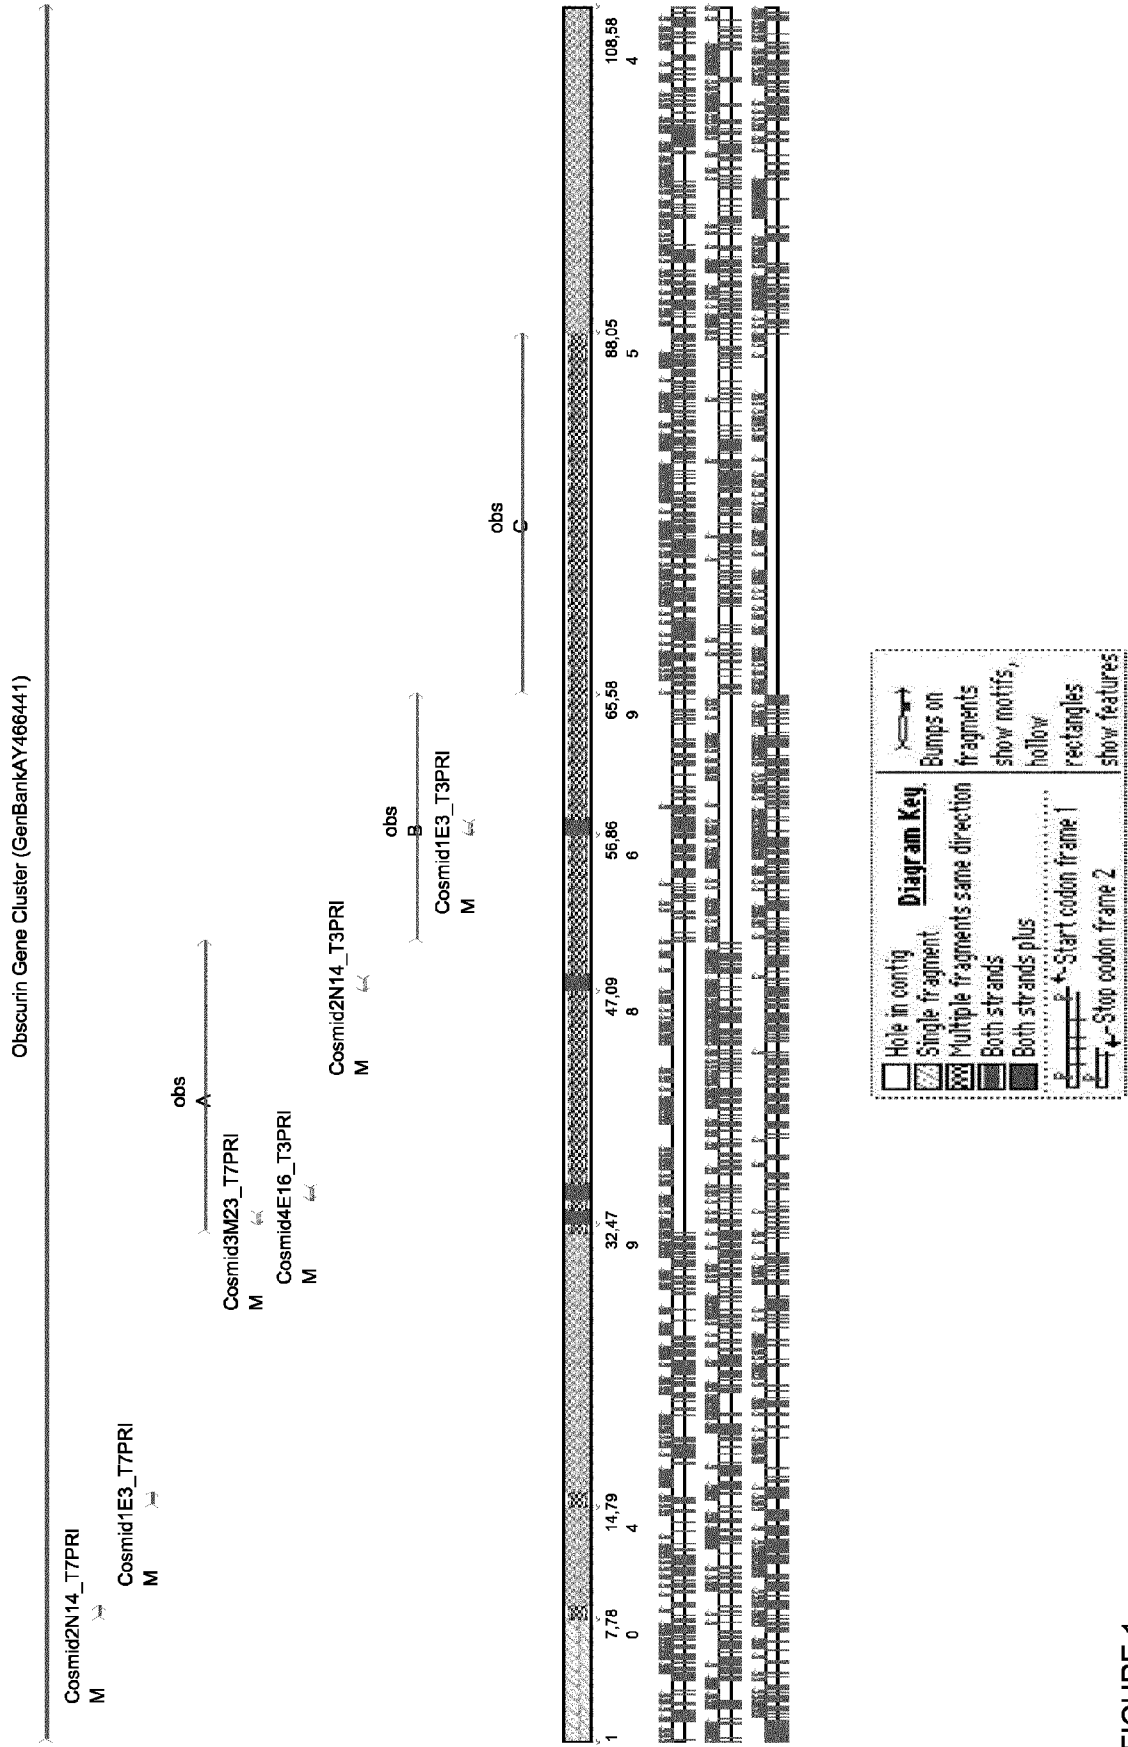 Obscurin Gene Cluster (GenBankAY466441)
Cosmid2N14_T7PRI
M
Cosmid1E3_T7PRI
M
obs
A
Cosmid3M23_T7PRI
M
Cosmid4E16_T3PRI
M
Cosmid2N14_T3PRI
M
obs
B
Cosmid1E3_T3PRI
M
obs
C
1 7,78 14,79 32,47 47,09 56,86 65,58 88,05 108,58
0 4 9 8 6 9 5 4
Diagram Key
Hole in contig
Single fragment
Multiple fragments same direction
Both strands
Both strands plus
Start codon frame 1
Stop codon frame 2
Bumps on
fragments
show motifs,
hollow
rectangles
show features
FIGURE 1